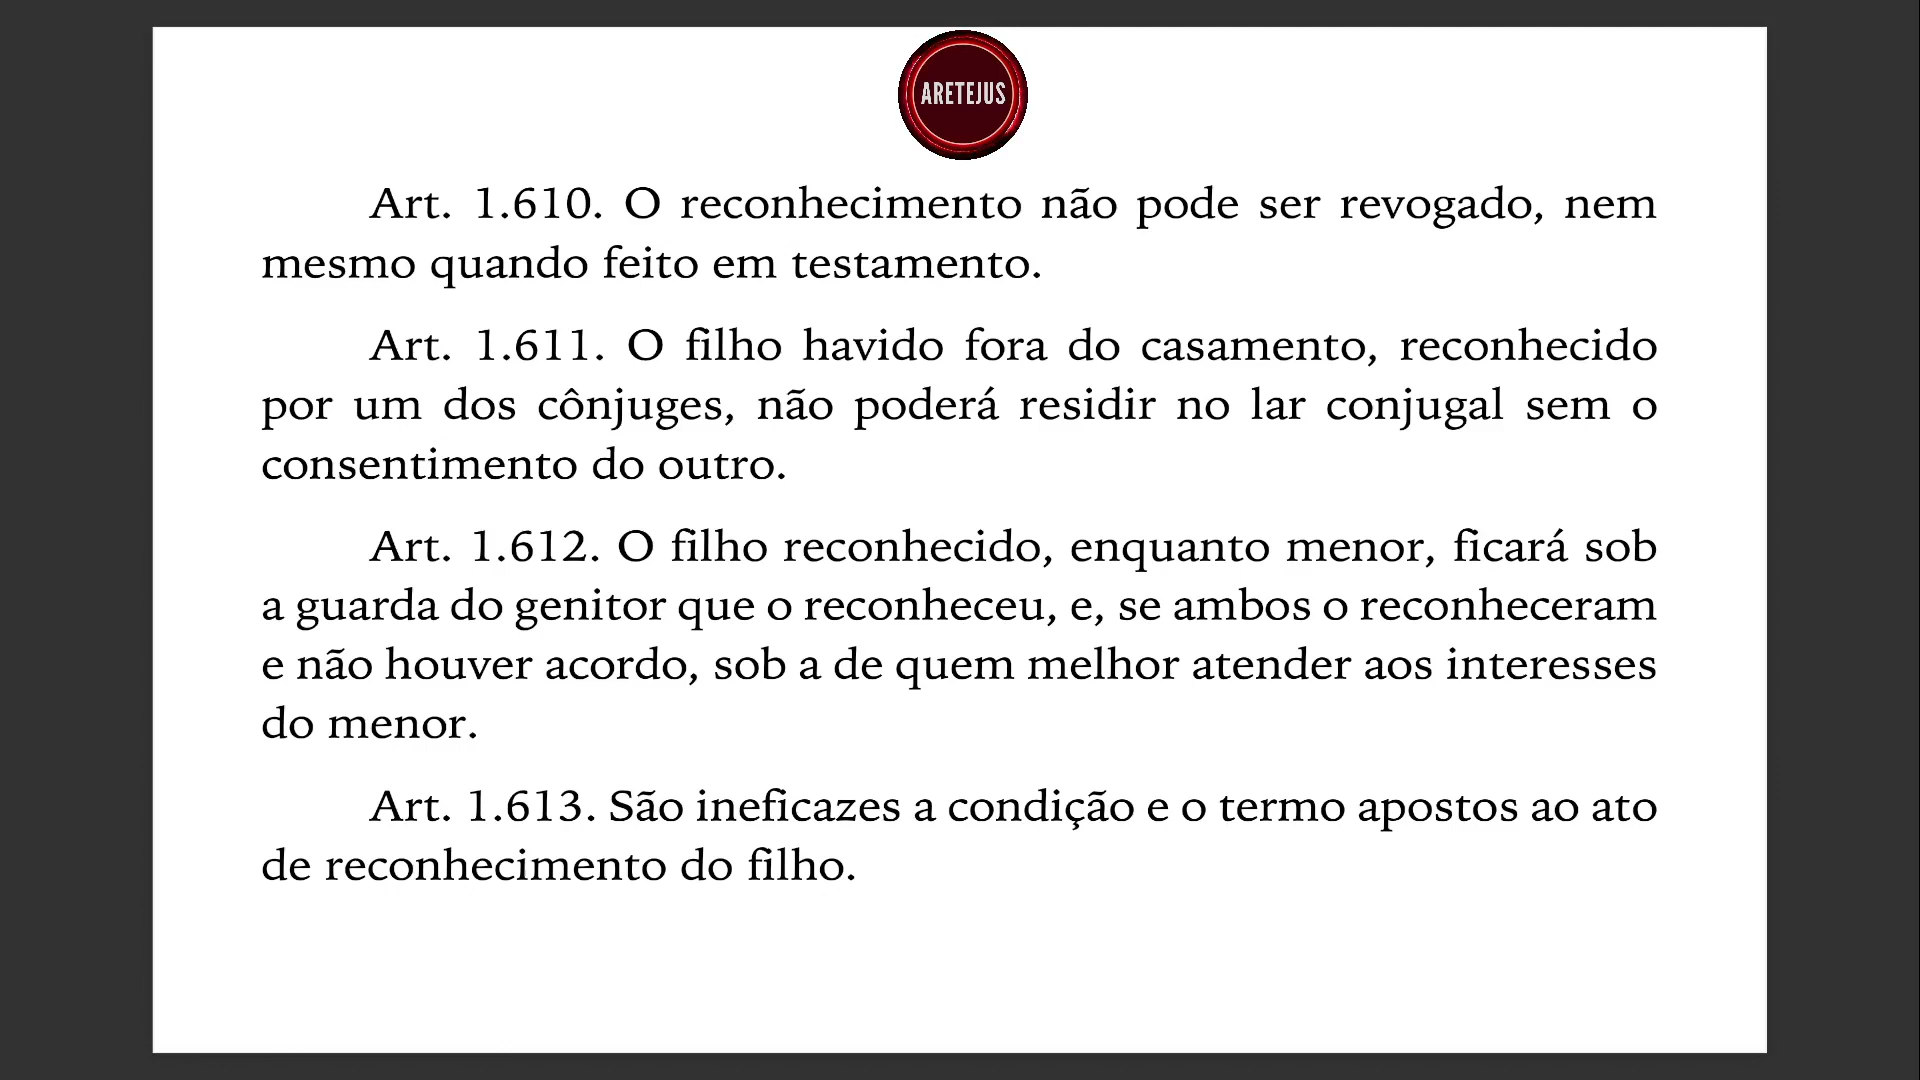 ARETEJUS
Art. 1.610. O reconhecimento não pode ser revogado, nem
mesmo quando feito em testamento.
Art. 1.611. O filho havido fora do casamento, reconhecido
por um dos cônjuges, não poderá residir no lar conjugal sem o
consentimento do outro.
Art. 1.612. O filho reconhecido, enquanto menor, ficará sob
a guarda do genitor que o reconheceu, e, se ambos o reconheceram
e não houver acordo, sob a de quem melhor atender aos interesses
do menor.
Art. 1.613. São ineficazes a condição e o termo apostos ao ato
de reconhecimento do filho.